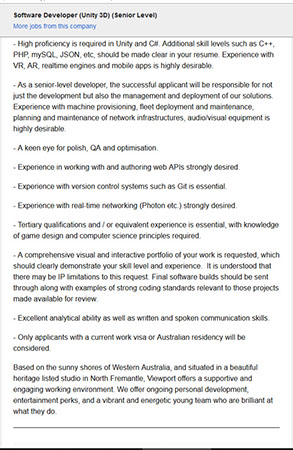 Software Developer (Unity 3D) (Senior Level)
More jobs from this company
- High proficiency is required in Unity and C#. Additional skill levels such as C++,
PHP, mySQL, JSON, etc, should be made clear in your resume. Experience with
VR, AR, realtime engines and mobile apps is highly desirable.
- As a senior-level developer, the successful applicant will be responsible for not
just the development but also the management and deployment of our solutions.
Experience with machine provisioning, fleet deployment and maintenance,
planning and maintenance of network infrastructures, audio/visual equipment is
highly desirable.
- A keen eye for polish, QA and optimisation.
- Experience in working with and authoring web APIs strongly desired.
- Experience with version control systems such as Git is essential.
- Experience with real-time networking (Photon etc.) strongly desired.
- Tertiary qualifications and / or equivalent experience is essential, with knowledge
of game design and computer science principles required.
- A comprehensive visual and interactive portfolio of your work is requested, which
should clearly demonstrate your skill level and experience. It is understood that
there may be IP limitations to this request. Final software builds should be sent
through along with examples of strong coding standards relevant to those projects
made available for review.
- Excellent analytical ability as well as written and spoken communication skills.
- Only applicants with a current work visa or Australian residency will be
considered.
Based on the sunny shores of Western Australia, and situated in a beautiful
heritage listed studio in North Fremantle, Viewport offers a supportive and
engaging working environment. We offer ongoing personal development,
entertainment perks, and a vibrant and energetic young team who are brilliant at
what they do.